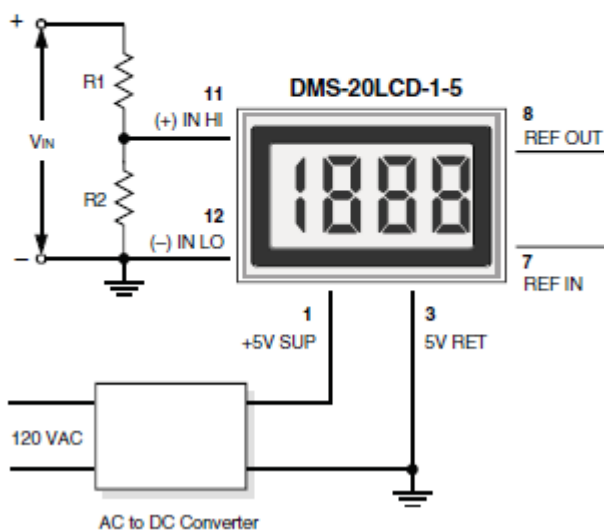 +
R1
11
(+) IN HI
DMS-20LCD-1-5
8
REF OUT
VIN
1888
R2
12
(–) IN LO
–
7
REF IN
1
+5V SUP
3
5V RET
120 VAC
AC to DC Converter